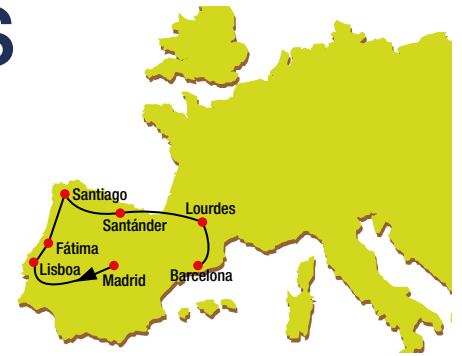 S
Santiago
Lourdes
Santánder
Fátima
Lisboa
Madrid
Barcelona